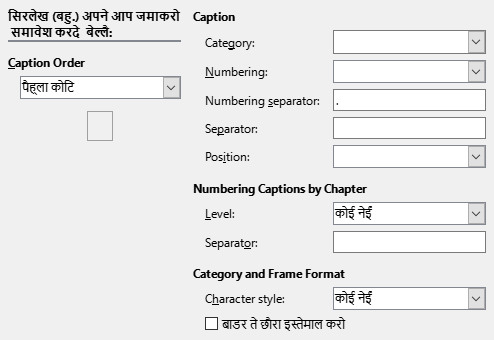 सिरलेख (बहु.) अपने आप जमाकरो
समावेश करदे  बेल्लै:
Caption Order
पैह्ला कोटि
Caption
Category:
Numbering:
Numbering separator: .
Separator:
Position:
Numbering Captions by Chapter
Level: कोई नेईं
Separator:
Category and Frame Format
Character style: कोई नेईं
बाडर ते छौरा इस्तेमाल करो